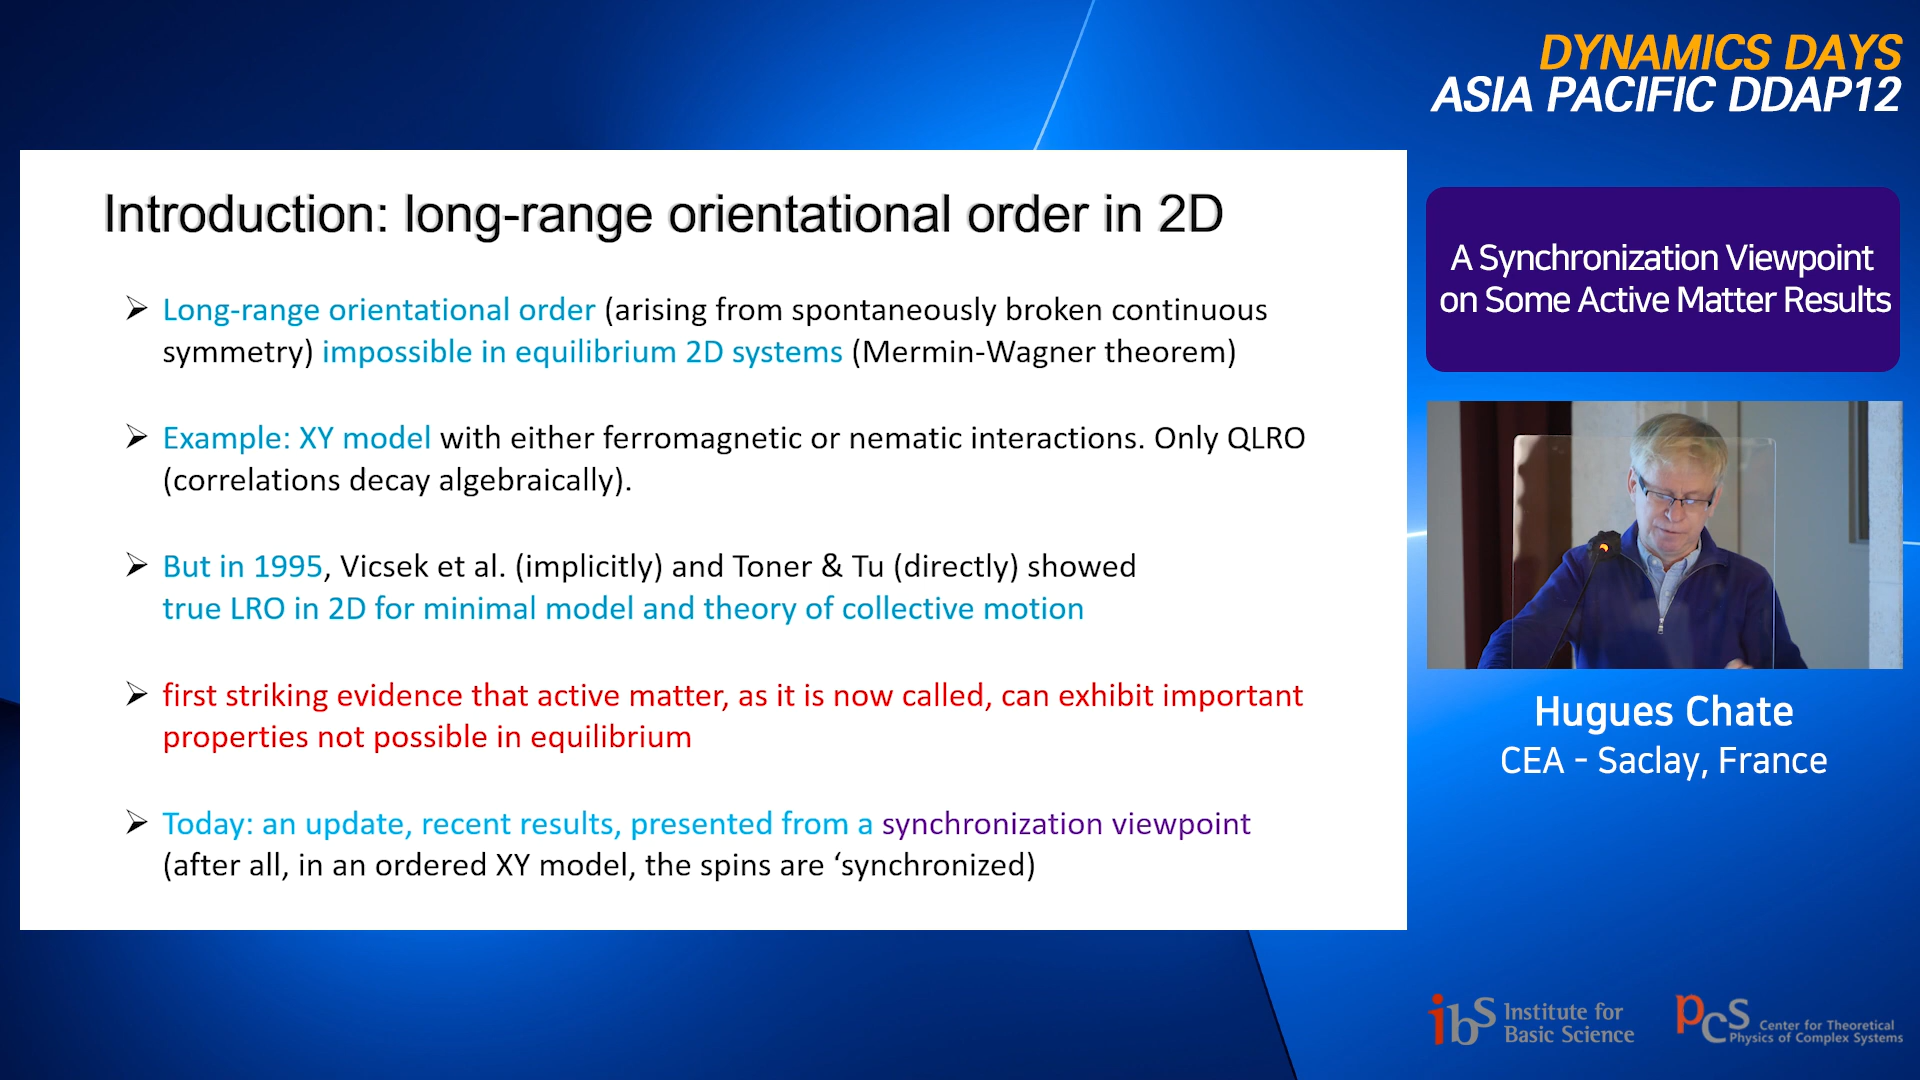 DYNAMICS DAYS
ASIA PACIFIC DDAP12
Introduction: long-range orientational order in 2D
Long-range orientational order (arising from spontaneously broken continuous
symmetry) impossible in equilibrium 2D systems (Mermin-Wagner theorem)
Example: XY model with either ferromagnetic or nematic interactions. Only QLRO
(correlations decay algebraically).
But in 1995, Vicsek et al. (implicitly) and Toner & Tu (directly) showed
true LRO in 2D for minimal model and theory of collective motion
first striking evidence that active matter, as it is now called, can exhibit important
properties not possible in equilibrium
Today: an update, recent results, presented from a synchronization viewpoint
(after all, in an ordered XY model, the spins are ‘synchronized)
A Synchronization Viewpoint
on Some Active Matter Results
Hugues Chate
CEA - Saclay, France
ibS Institute for
Basic Science
PCS Center for Theoretical
Physics of Complex Systems